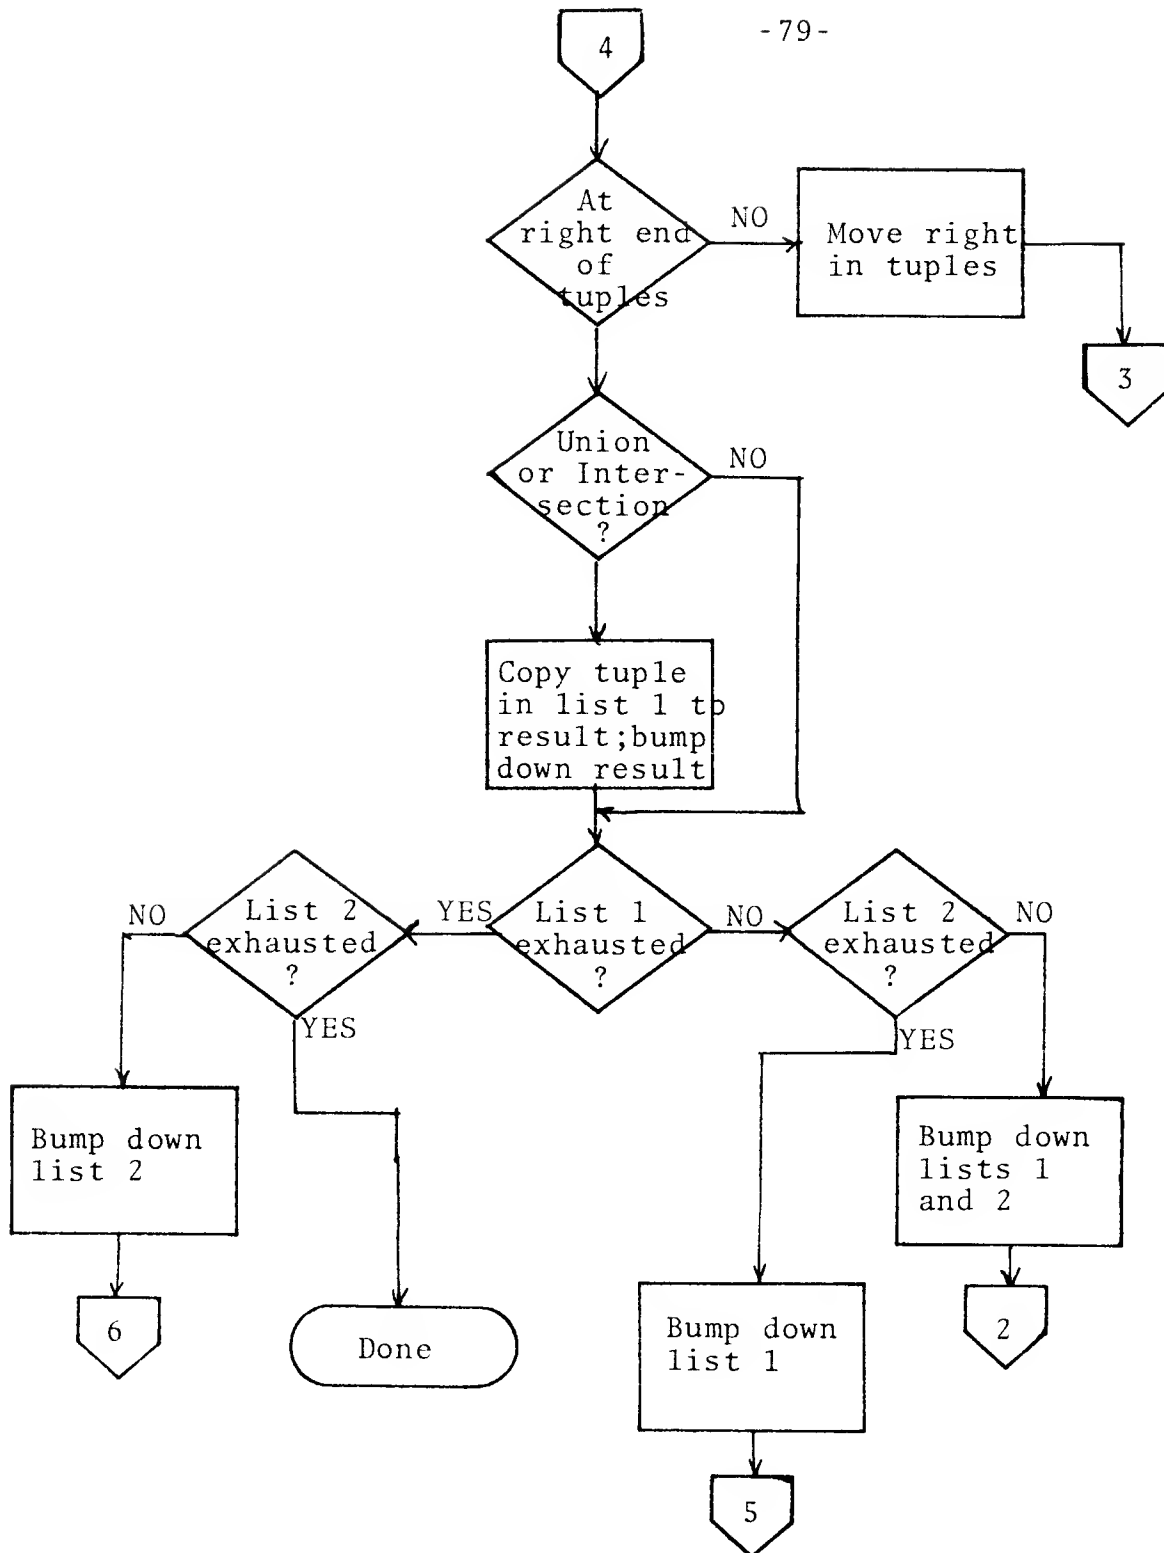 -79-
4
At
right end
of
tuples
NO
Move right
in tuples
3
Union
or Inter-
section
?
NO
Copy tuple
in list 1 to
result;bump
down result
NO
List 2
exhausted
?
YES
List 1
exhausted
?
NO
List 2
exhausted
?
NO
YES
YES
Bump down
list 2
Bump down
lists 1
and 2
6
Done
Bump down
list 1
2
5